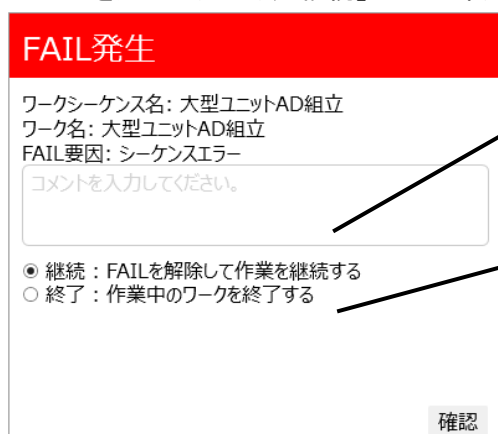 FAIL発生
ワークシーケンス名: 大型ユニットAD組立
ワーク名: 大型ユニットAD組立
FAIL要因: シーケンスエラー
コメントを入力してください。
継続：FAILを解除して作業を継続する
終了：作業中のワークを終了する
確認